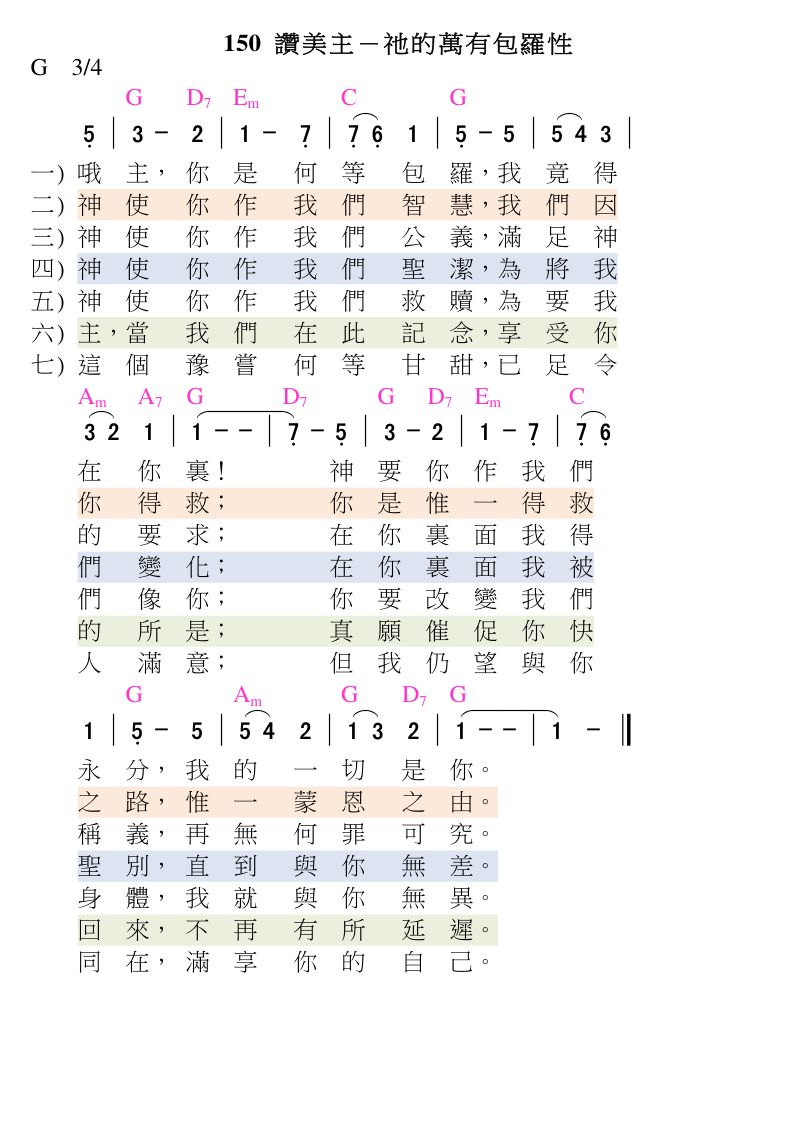 150 讚美主－祂的萬有包羅性
G 3/4
G D7 Em C G
5̣ | 3 - 2 | 1 - 7̣ | 7̣ 6̣ 1 | 5̣ - 5 | 5 4 3 |
一) 哦 主， 你 是 何 等 包 羅，我 竟 得
二) 神 使 你 作 我 們 智 慧，我 們 因
三) 神 使 你 作 我 們 公 義，滿 足 神
四) 神 使 你 作 我 們 聖 潔，為 將 我
五) 神 使 你 作 我 們 救 贖，為 要 我
六) 主，當 我 們 在 此 記 念，享 受 你
七) 這 個 豫 嘗 何 等 甘 甜，已 足 令
Am A7 G D7 G D7 Em C
3 2 1 | 1 - - | 7̣ - 5̣ | 3 - 2 | 1 - 7̣ | 7̣ 6̣
在 你 裏！ 神 要 你 作 我 們
你 得 救； 你 是 惟 一 得 救
的 要 求； 在 你 裏 面 我 得
們 變 化； 在 你 裏 面 我 被
們 像 你； 你 要 改 變 我 們
的 所 是； 真 願 催 促 你 快
人 滿 意； 但 我 仍 望 與 你
G Am G D7 G
1 | 5̣ - 5 | 5 4 2 | 1 3 2 | 1 - - | 1 - ‖
永 分， 我 的 一 切 是 你。
之 路， 惟 一 蒙 恩 之 由。
稱 義， 再 無 何 罪 可 究。
聖 別， 直 到 與 你 無 差。
身 體， 我 就 與 你 無 異。
回 來， 不 再 有 所 延 遲。
同 在， 滿 享 你 的 自 己。